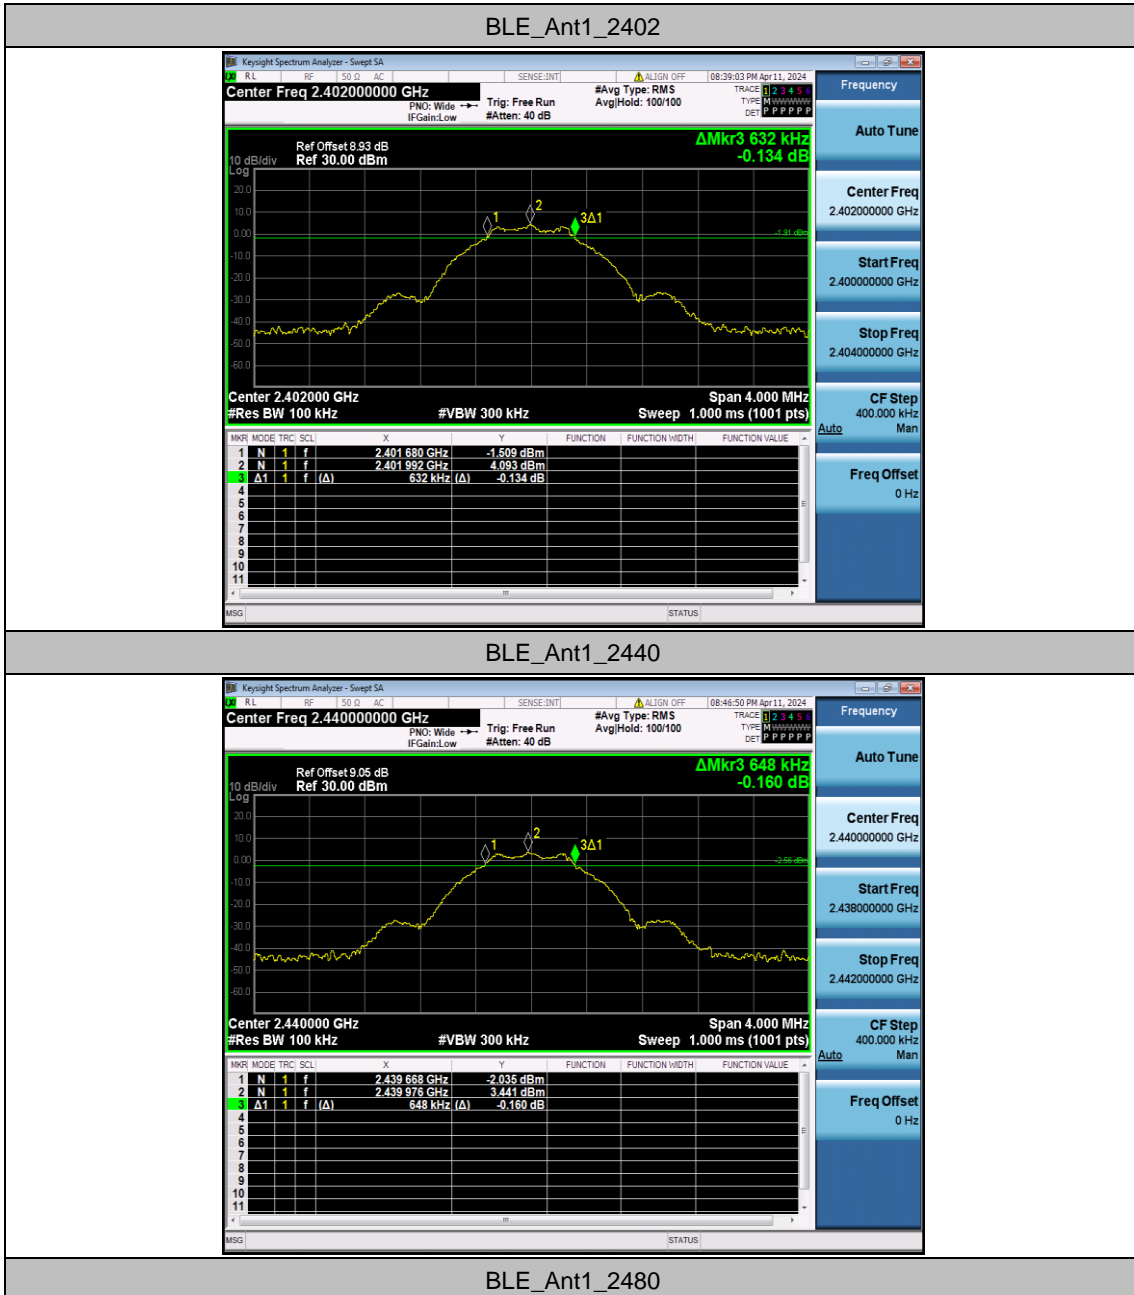 BLE_Ant1_2402
Keysight Spectrum Analyzer - Swept SA
LXI RL RF 50 Ω AC SENSE:INT ALIGN OFF 08:39:03 PM Apr 11, 2024
Center Freq 2.402000000 GHz
PNO: Wide
IFGain:Low
Trig: Free Run
#Atten: 40 dB
#Avg Type: RMS
Avg|Hold: 100/100
TRACE 1 2 3 4 5 6
TYPE M WWWWW
DET P P P P P P
Frequency
Auto Tune
Center Freq
2.402000000 GHz
Start Freq
2.400000000 GHz
Stop Freq
2.404000000 GHz
CF Step
400.000 kHz
Auto Man
Freq Offset
0 Hz
ΔMkr3 632 kHz
-0.134 dB
Ref Offset 8.93 dB
10 dB/div Ref 30.00 dBm
Log
20.0
10.0
0.00
-10.0
-20.0
-30.0
-40.0
-50.0
-60.0
1
2
3Δ1
-1.91 dBm
Center 2.402000 GHz Span 4.000 MHz
#Res BW 100 kHz #VBW 300 kHz Sweep 1.000 ms (1001 pts)
MKR MODE TRC SCL X Y FUNCTION FUNCTION WIDTH FUNCTION VALUE
1 N 1 f 2.401 680 GHz -1.509 dBm
2 N 1 f 2.401 992 GHz 4.093 dBm
3 Δ1 1 f (Δ) 632 kHz (Δ) -0.134 dB
4
5
6
7
8
9
10
11
MSG STATUS
BLE_Ant1_2440
Keysight Spectrum Analyzer - Swept SA
LXI RL RF 50 Ω AC SENSE:INT ALIGN OFF 08:46:50 PM Apr 11, 2024
Center Freq 2.440000000 GHz
PNO: Wide
IFGain:Low
Trig: Free Run
#Atten: 40 dB
#Avg Type: RMS
Avg|Hold: 100/100
TRACE 1 2 3 4 5 6
TYPE M WWWWW
DET P P P P P P
Frequency
Auto Tune
Center Freq
2.440000000 GHz
Start Freq
2.438000000 GHz
Stop Freq
2.442000000 GHz
CF Step
400.000 kHz
Auto Man
Freq Offset
0 Hz
ΔMkr3 648 kHz
-0.160 dB
Ref Offset 9.05 dB
10 dB/div Ref 30.00 dBm
Log
20.0
10.0
0.00
-10.0
-20.0
-30.0
-40.0
-50.0
-60.0
1
2
3Δ1
-2.56 dBm
Center 2.440000 GHz Span 4.000 MHz
#Res BW 100 kHz #VBW 300 kHz Sweep 1.000 ms (1001 pts)
MKR MODE TRC SCL X Y FUNCTION FUNCTION WIDTH FUNCTION VALUE
1 N 1 f 2.439 668 GHz -2.035 dBm
2 N 1 f 2.439 976 GHz 3.441 dBm
3 Δ1 1 f (Δ) 648 kHz (Δ) -0.160 dB
4
5
6
7
8
9
10
11
MSG STATUS
BLE_Ant1_2480